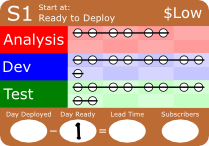 S1 Start at: $Low
Ready to Deploy
Analysis
Dev
Test
Day Deployed Day Ready Lead Time Subscribers
– 1 =